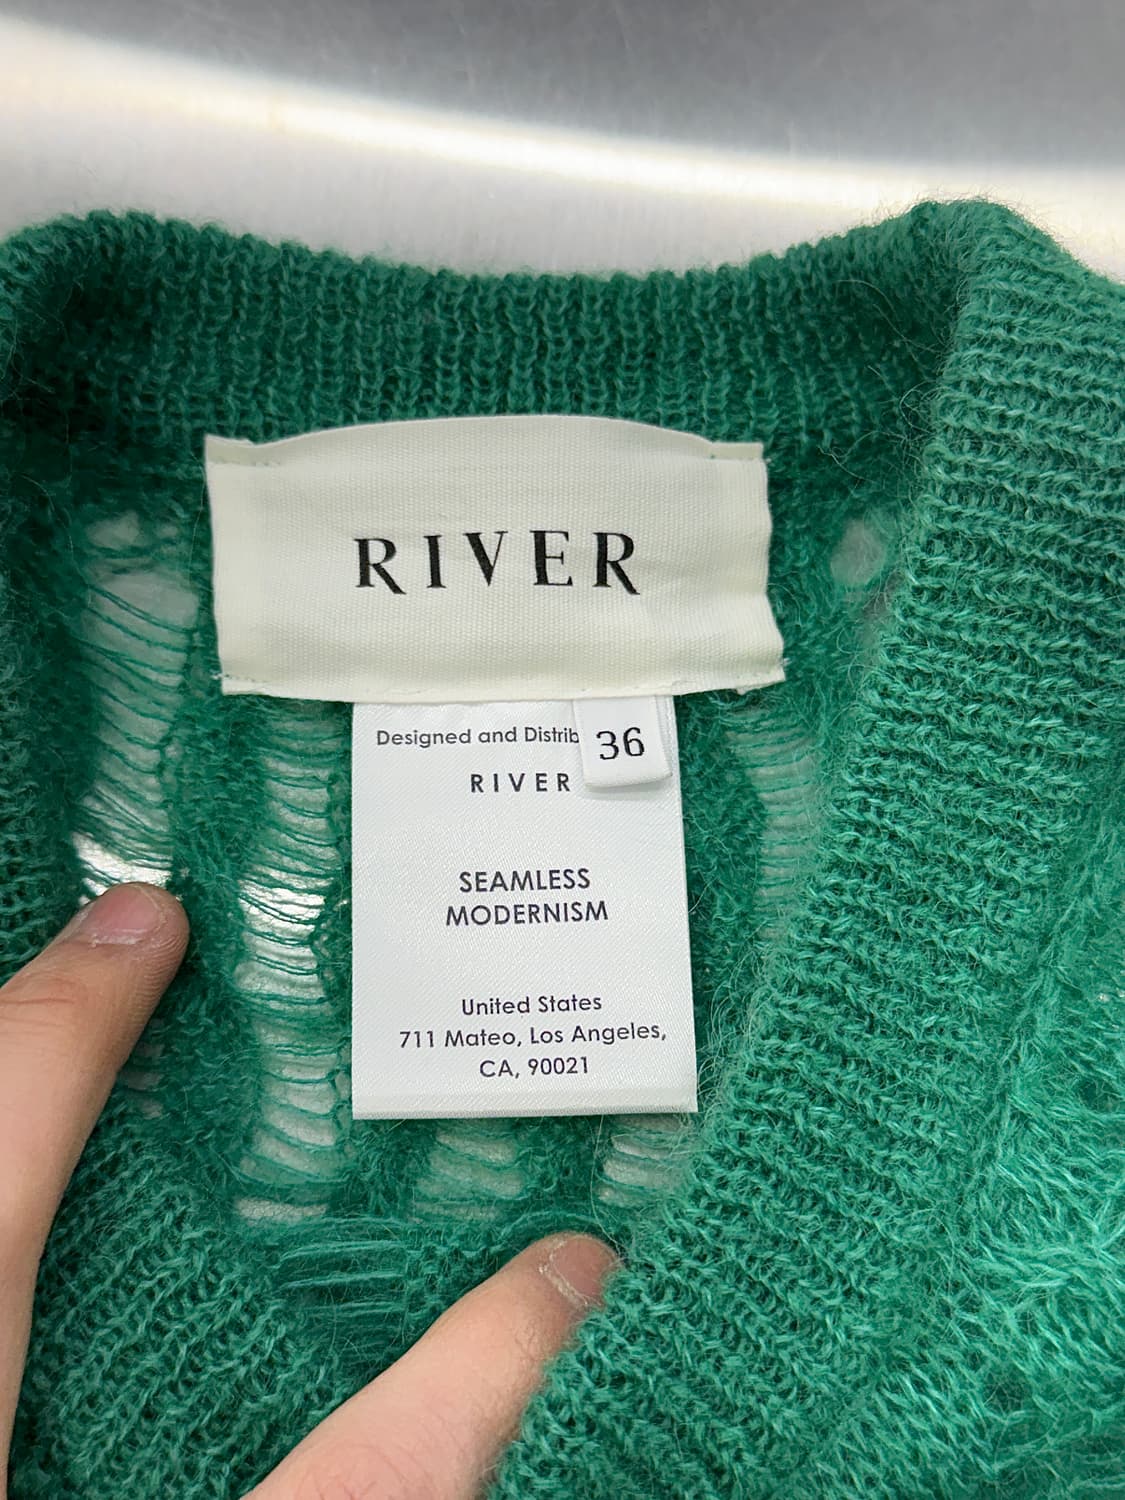 RIVER
Designed and Distrib
36
RIVER
SEAMLESS
MODERNISM
United States
711 Mateo, Los Angeles,
CA, 90021